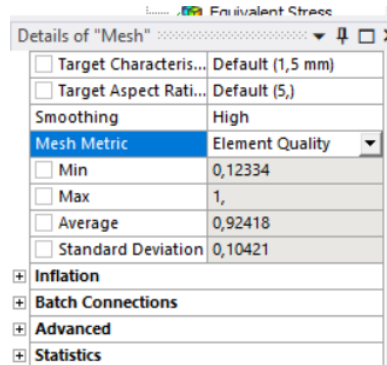 Equivalent Stress
Details of "Mesh"
Target Characteris... Default (1,5 mm)
Target Aspect Rati... Default (5,)
Smoothing High
Mesh Metric Element Quality
Min 0,12334
Max 1,
Average 0,92418
Standard Deviation 0,10421
Inflation
Batch Connections
Advanced
Statistics